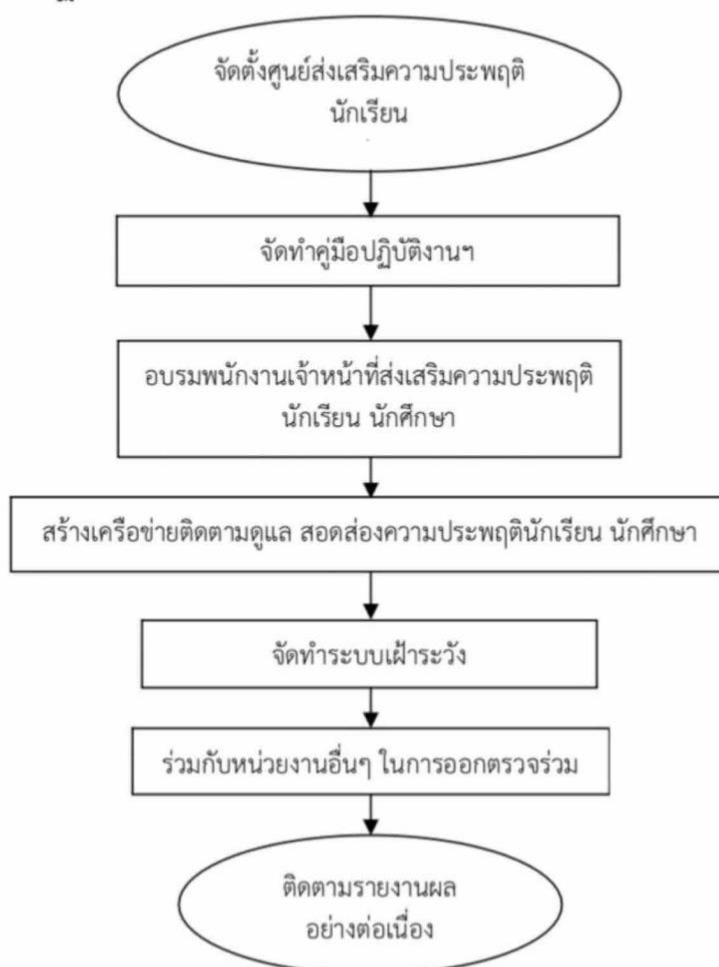 จัดตั้งศูนย์ส่งเสริมความประพฤติ
นักเรียน
จัดทำคู่มือปฏิบัติงานฯ
อบรมพนักงานเจ้าหน้าที่ส่งเสริมความประพฤติ
นักเรียน นักศึกษา
สร้างเครือข่ายติดตามดูแล สอดส่องความประพฤตินักเรียน นักศึกษา
จัดทำระบบเฝ้าระวัง
ร่วมกับหน่วยงานอื่นๆ ในการออกตรวจร่วม
ติดตามรายงานผล
อย่างต่อเนื่อง